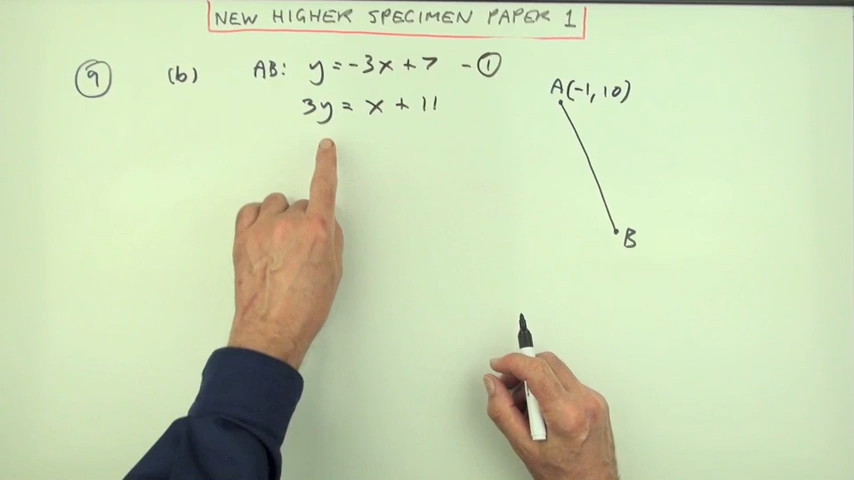 NEW HIGHER SPECIMEN PAPER 1
9 (b) AB: y = -3x + 7 - 1
3y = x + 11
A(-1, 10)
B